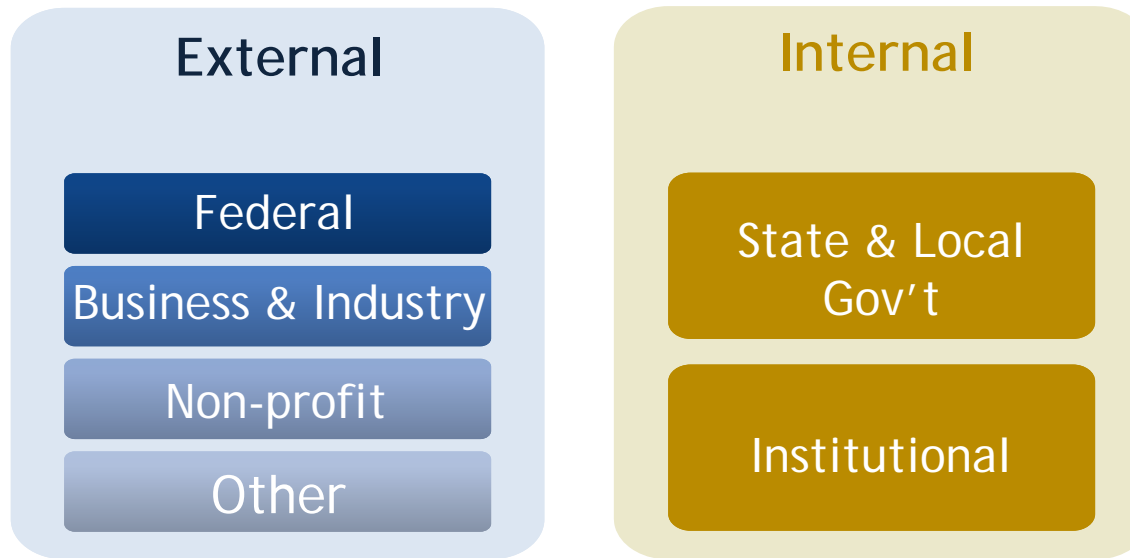 External
Federal
Business & Industry
Non-profit
Other
Internal
State & Local
Gov’t
Institutional